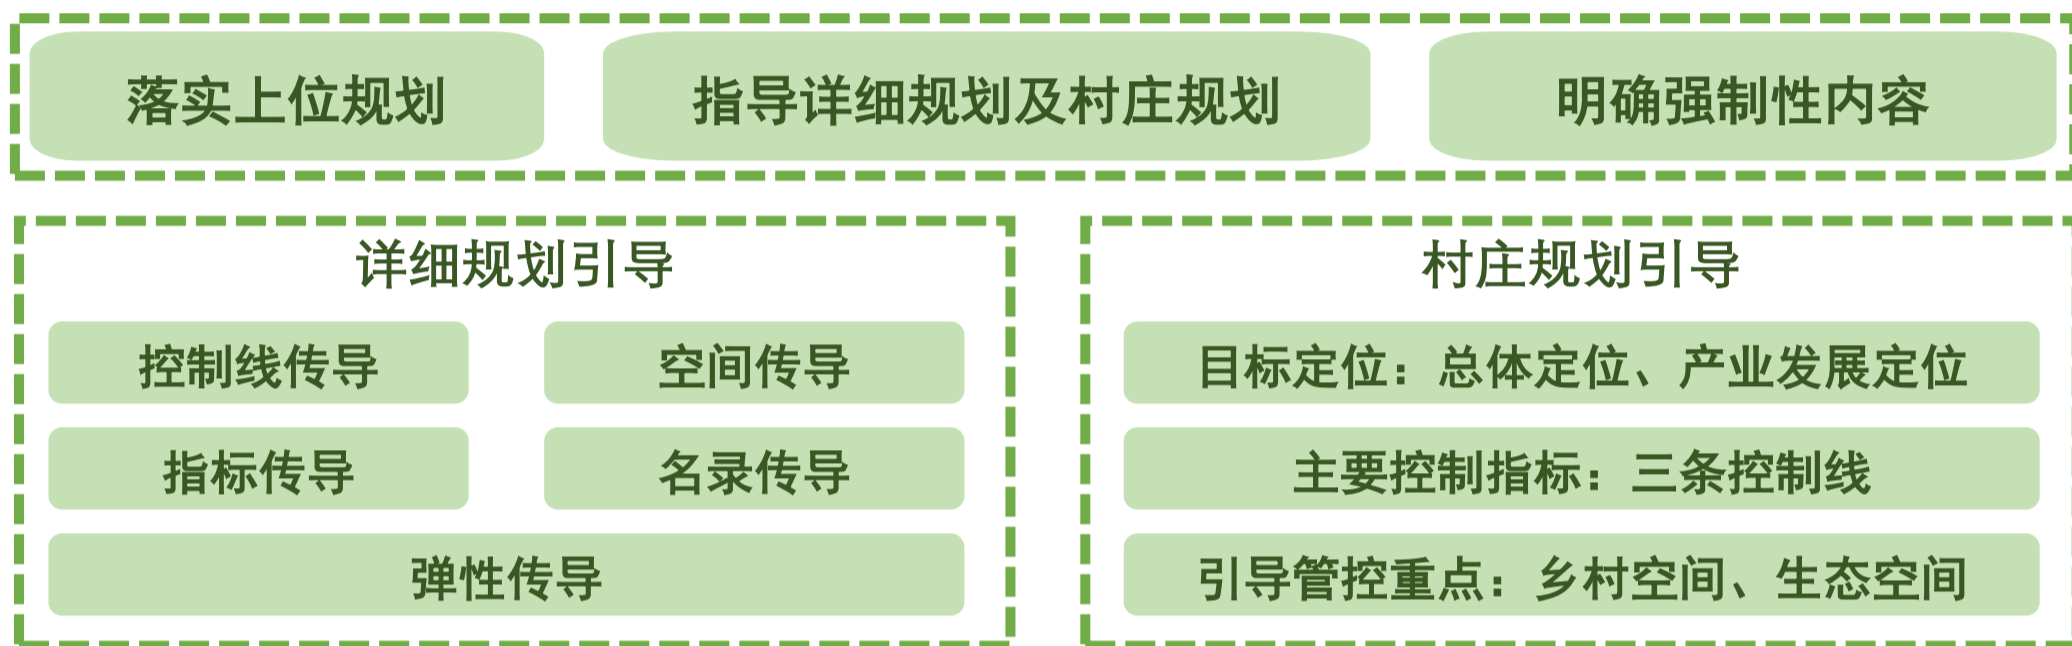 落实上位规划
指导详细规划及村庄规划
明确强制性内容
详细规划引导
控制线传导
空间传导
指标传导
名录传导
弹性传导
村庄规划引导
目标定位：总体定位、产业发展定位
主要控制指标：三条控制线
引导管控重点：乡村空间、生态空间